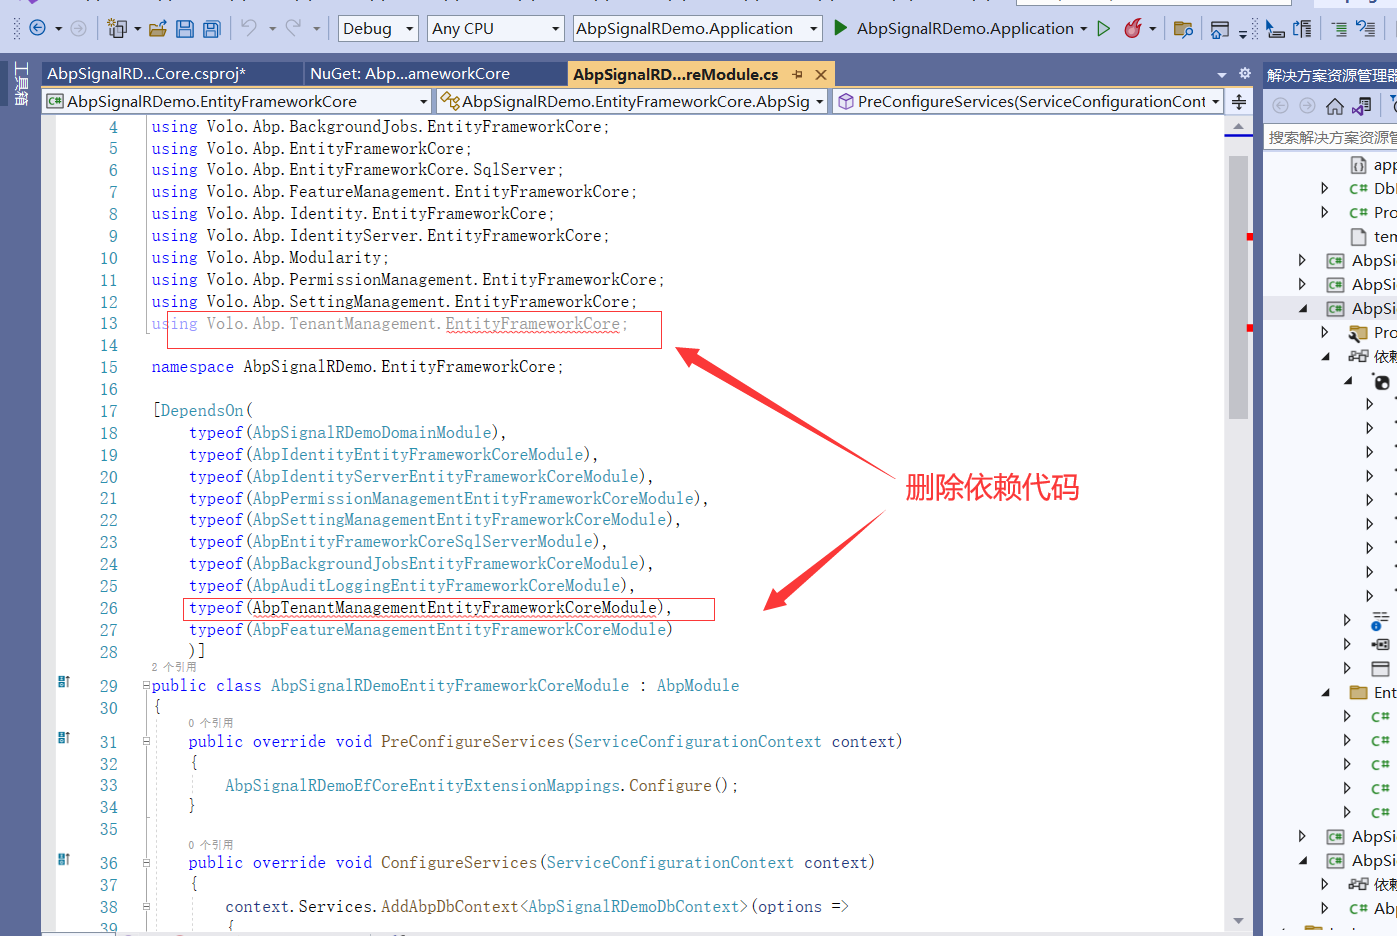 Debug
Any CPU
AbpSignalRDemo.Application
AbpSignalRDemo.Application
工具箱
AbpSignalRD...Core.csproj*
NuGet: Abp...ameworkCore
AbpSignalRD...reModule.cs
解决方案资源管理器
AbpSignalRDemo.EntityFrameworkCore
AbpSignalRDemo.EntityFrameworkCore.AbpSig
PreConfigureServices(ServiceConfigurationCont
搜索解决方案资源管
4 using Volo.Abp.BackgroundJobs.EntityFrameworkCore;
5 using Volo.Abp.EntityFrameworkCore;
6 using Volo.Abp.EntityFrameworkCore.SqlServer;
7 using Volo.Abp.FeatureManagement.EntityFrameworkCore;
8 using Volo.Abp.Identity.EntityFrameworkCore;
9 using Volo.Abp.IdentityServer.EntityFrameworkCore;
10 using Volo.Abp.Modularity;
11 using Volo.Abp.PermissionManagement.EntityFrameworkCore;
12 using Volo.Abp.SettingManagement.EntityFrameworkCore;
13 using Volo.Abp.TenantManagement.EntityFrameworkCore;
14
15 namespace AbpSignalRDemo.EntityFrameworkCore;
16
17 [DependsOn(
18 typeof(AbpSignalRDemoDomainModule),
19 typeof(AbpIdentityEntityFrameworkCoreModule),
20 typeof(AbpIdentityServerEntityFrameworkCoreModule),
21 typeof(AbpPermissionManagementEntityFrameworkCoreModule),
22 typeof(AbpSettingManagementEntityFrameworkCoreModule),
23 typeof(AbpEntityFrameworkCoreSqlServerModule),
24 typeof(AbpBackgroundJobsEntityFrameworkCoreModule),
25 typeof(AbpAuditLoggingEntityFrameworkCoreModule),
26 typeof(AbpTenantManagementEntityFrameworkCoreModule),
27 typeof(AbpFeatureManagementEntityFrameworkCoreModule)
28 )]
2 个引用
29 public class AbpSignalRDemoEntityFrameworkCoreModule : AbpModule
30 {
0 个引用
31 public override void PreConfigureServices(ServiceConfigurationContext context)
32 {
33 AbpSignalRDemoEfCoreEntityExtensionMappings.Configure();
34 }
35
0 个引用
36 public override void ConfigureServices(ServiceConfigurationContext context)
37 {
38 context.Services.AddAbpDbContext<AbpSignalRDemoDbContext>(options =>
39 {
删除依赖代码
app
C# Db
C# Pro
tem
C# AbpSi
C# AbpSi
C# AbpSi
Pro
依赖
Ent
C#
C#
C#
C#
C#
C# AbpSi
C# AbpSi
依赖
C# Ab